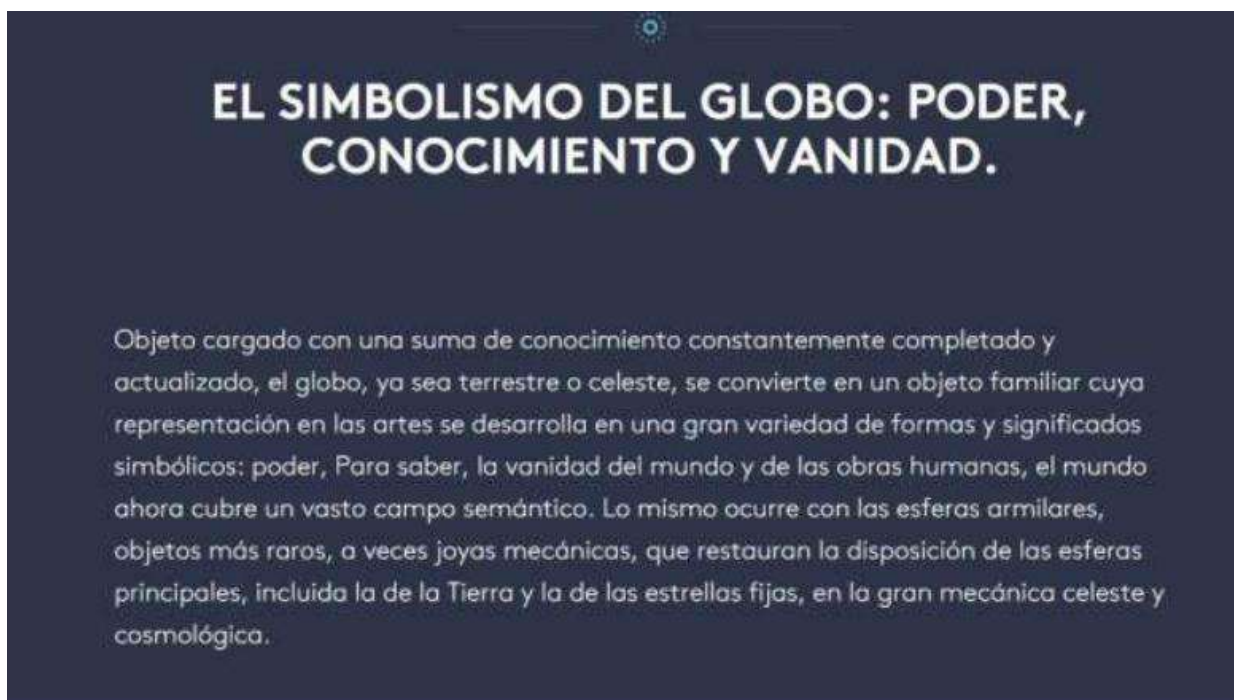 EL SIMBOLISMO DEL GLOBO: PODER,
CONOCIMIENTO Y VANIDAD.
Objeto cargado con una suma de conocimiento constantemente completado y
actualizado, el globo, ya sea terrestre o celeste, se convierte en un objeto familiar cuya
representación en las artes se desarrolla en una gran variedad de formas y significados
simbólicos: poder, Para saber, la vanidad del mundo y de las obras humanas, el mundo
ahora cubre un vasto campo semántico. Lo mismo ocurre con las esferas armilares,
objetos más raros, a veces joyas mecánicas, que restauran la disposición de las esferas
principales, incluida la de la Tierra y la de las estrellas fijas, en la gran mecánica celeste y
cosmológica.